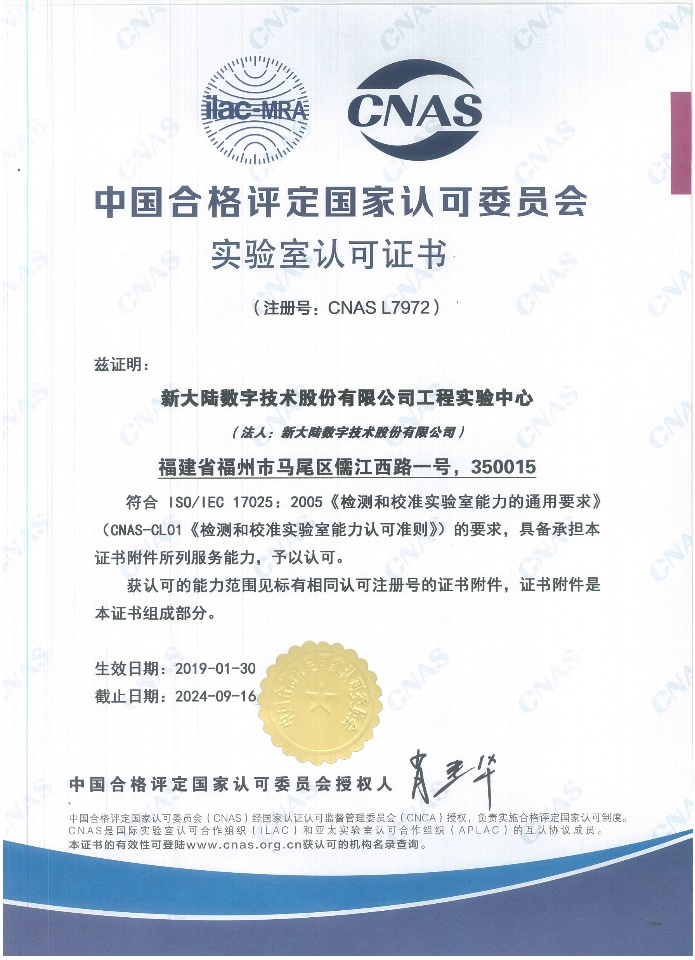 ilac-MRA
CNAS
中国合格评定国家认可委员会
实验室认可证书
（注册号：CNAS L7972）
兹证明：
新大陆数字技术股份有限公司工程实验中心
（法人：新大陆数字技术股份有限公司）
福建省福州市马尾区儒江西路一号，350015
符合 ISO/IEC 17025：2005《检测和校准实验室能力的通用要求》
（CNAS-CL01《检测和校准实验室能力认可准则》）的要求，具备承担本
证书附件所列服务能力，予以认可。
获认可的能力范围见标有相同认可注册号的证书附件，证书附件是
本证书组成部分。
生效日期：2019-01-30
截止日期：2024-09-16
中国合格评定国家认可委员会
中国合格评定国家认可委员会授权人 肖建华
中国合格评定国家认可委员会（CNAS）经国家认证认可监督管理委员会（CNCA）授权，负责实施合格评定国家认可制度。
CNAS是国际实验室认可合作组织（ILAC）和亚太实验室认可合作组织（APLAC）的互认协议成员。
本证书的有效性可登陆www.cnas.org.cn获认可的机构名录查询。